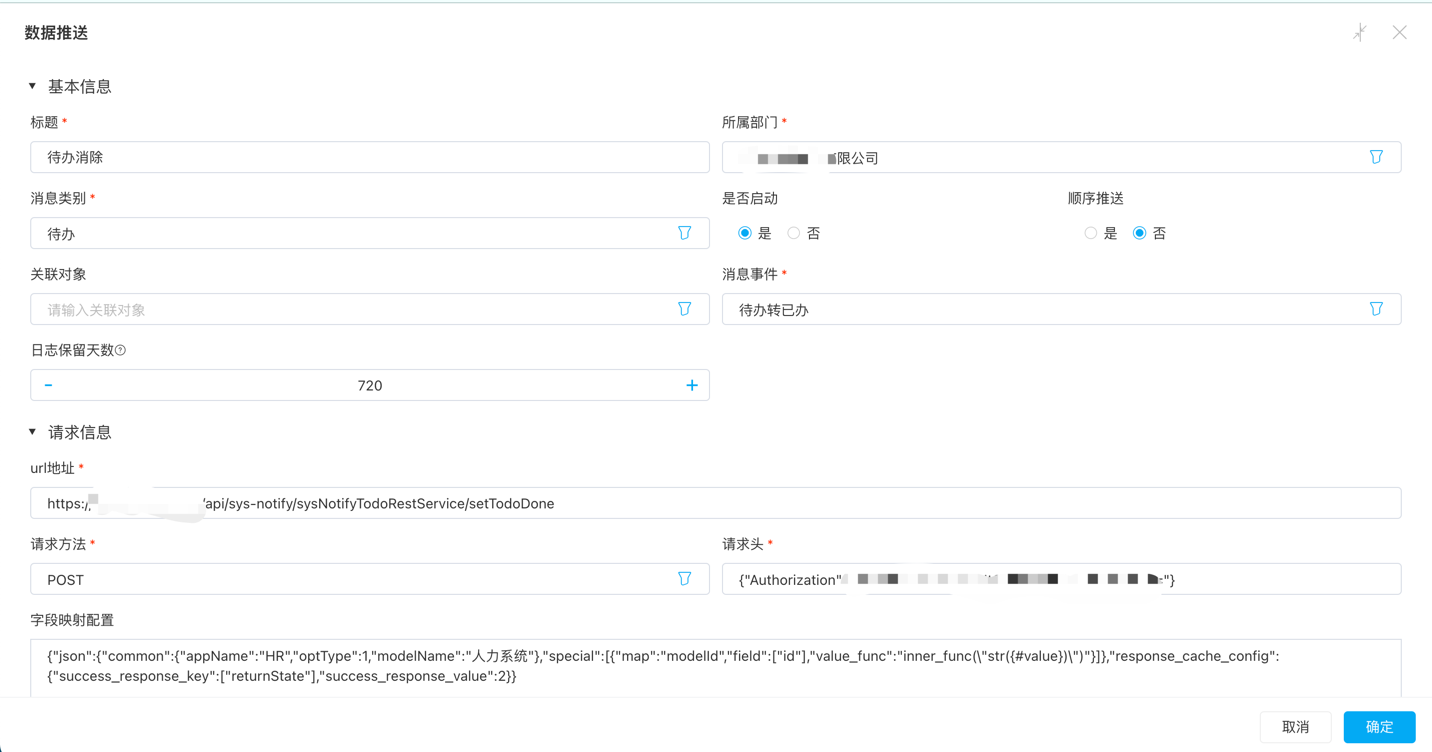 数据推送
基本信息
标题 *
所属部门 *
待办消除
限公司
消息类别 *
是否启动
顺序推送
待办
是 否
是 否
关联对象
消息事件 *
请输入关联对象
待办转已办
日志保留天数?
- 720 +
请求信息
url地址 *
https:/ /api/sys-notify/sysNotifyTodoRestService/setTodoDone
请求方法 *
请求头 *
POST
{"Authorization" "}
字段映射配置
{"json":{"common":{"appName":"HR","optType":1,"modelName":"人力系统"},"special":[{"map":"modelId","field":["id"],"value_func":"inner_func(\"str({#value})\")"}]},"response_cache_config":
{"success_response_key":["returnState"],"success_response_value":2}}
取消
确定